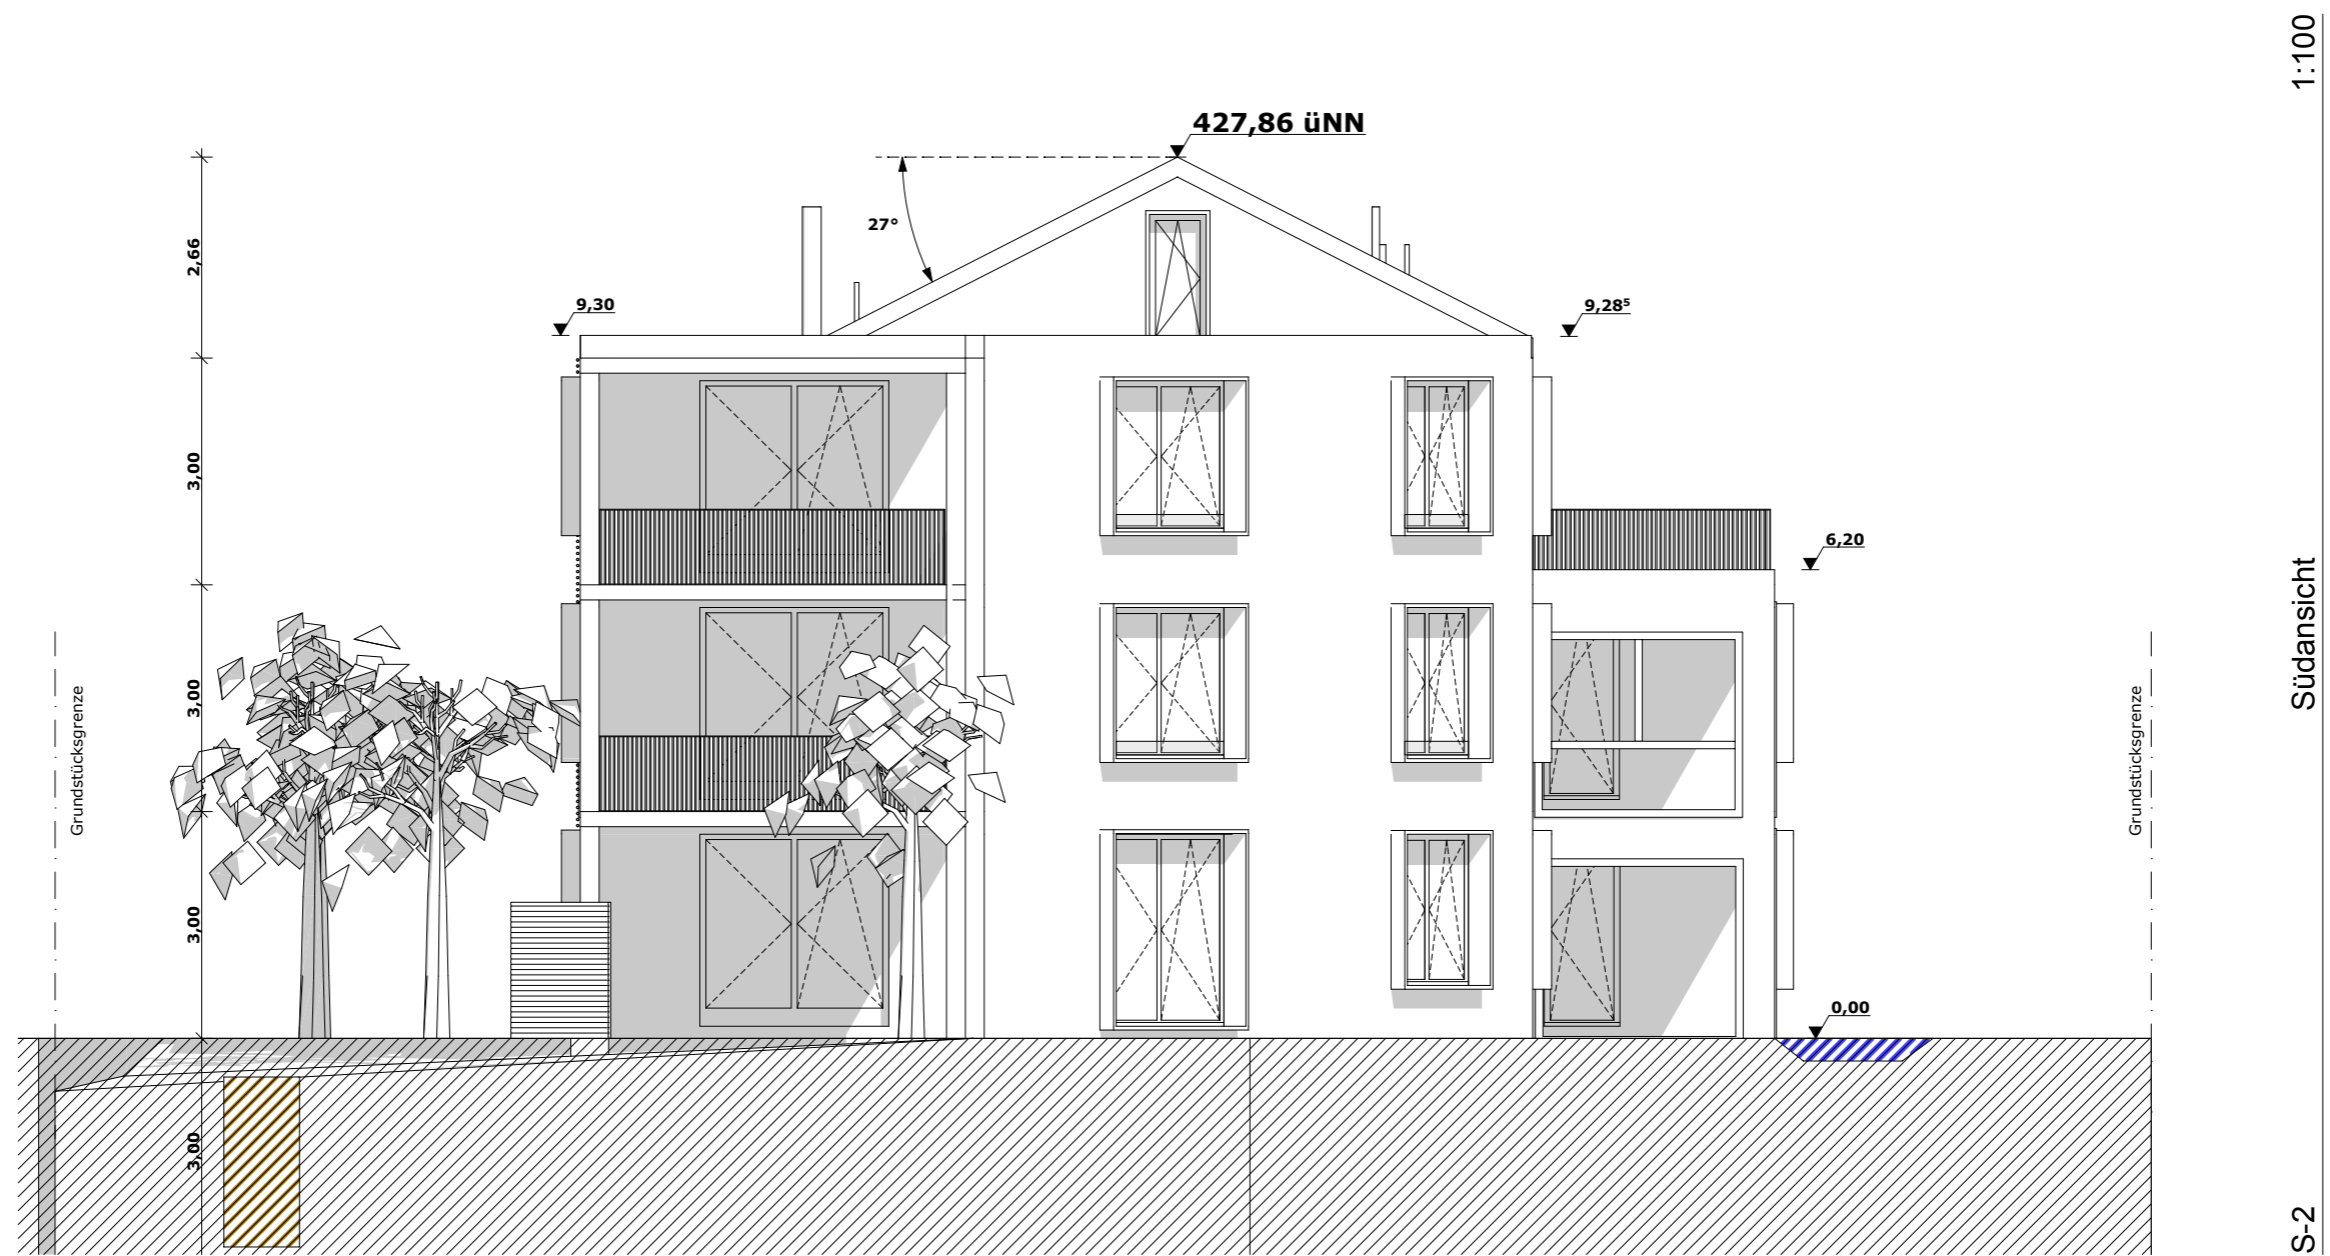 427,86 üNN
27°
2,66
9,30
9,28⁵
3,00
6,20
3,00
3,00
0,00
3,00
Grundstücksgrenze
Grundstücksgrenze
1:100
Südansicht
S-2